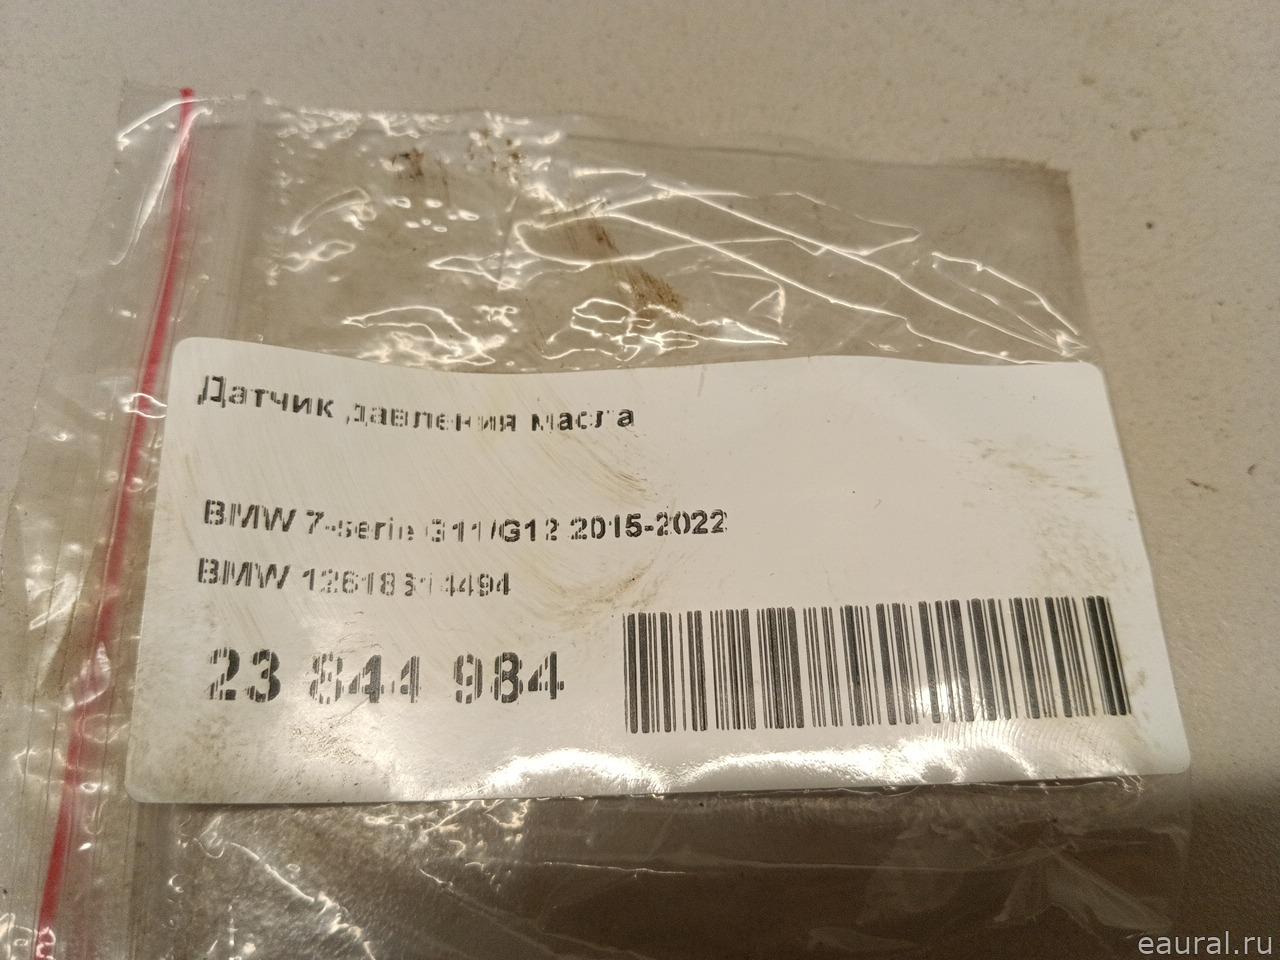 Датчик давления масла
BMW 7-serie G11/G12 2015-2022
BMW 12618614494
23 844 984
eaural.ru